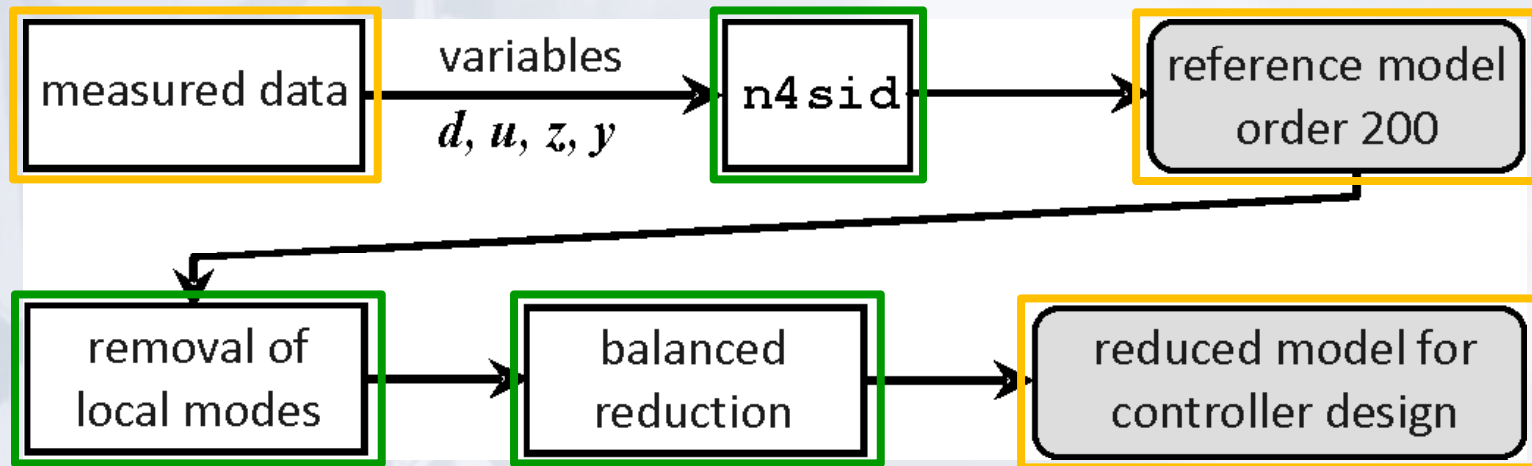 measured data
variables
d, u, z, y
n4sid
reference model
order 200
removal of
local modes
balanced
reduction
reduced model for
controller design